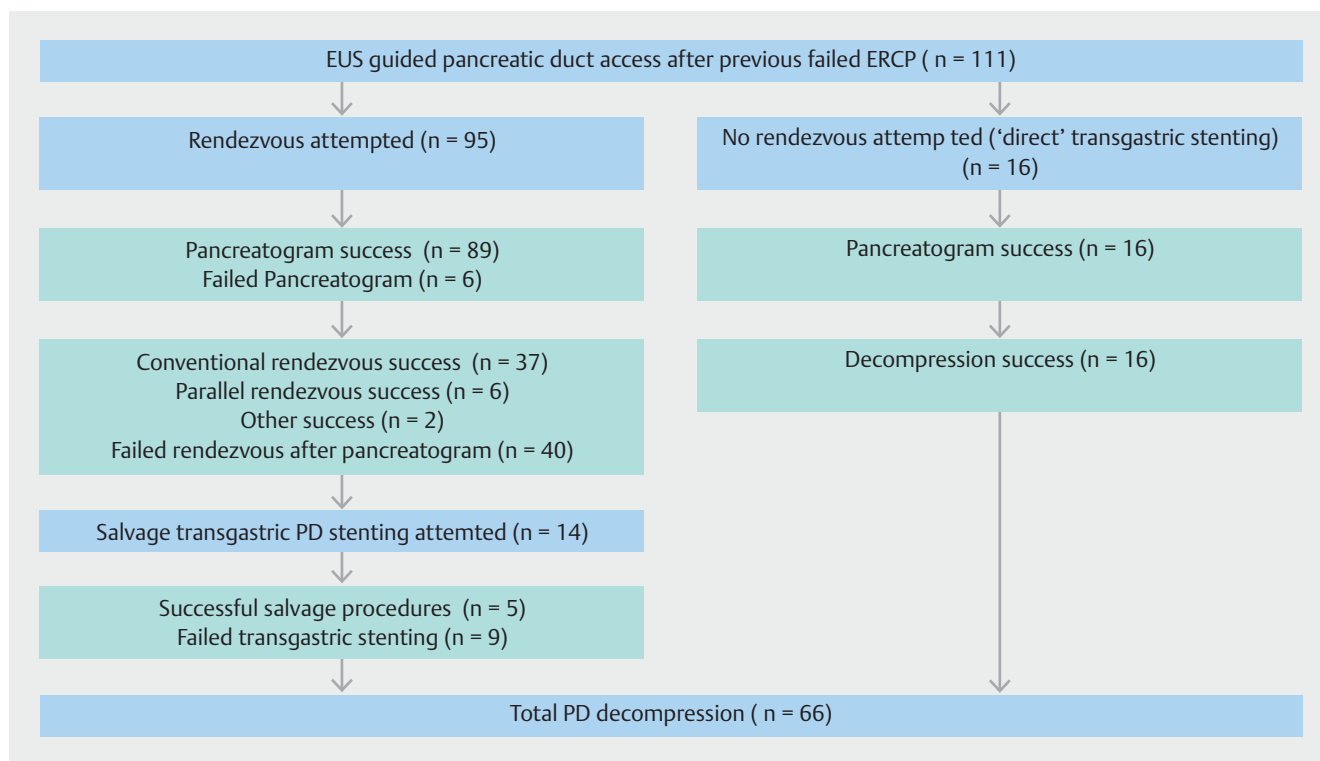 EUS guided pancreatic duct access after previous failed ERCP ( n = 111)
Rendezvous attempted (n = 95)
No rendezvous attemp ted (‘direct’ transgastric stenting)
(n = 16)
Pancreatogram success (n = 89)
Failed Pancreatogram (n = 6)
Pancreatogram success (n = 16)
Conventional rendezvous success (n = 37)
Parallel rendezvous success (n = 6)
Other success (n = 2)
Failed rendezvous after pancreatogram (n = 40)
Decompression success (n = 16)
Salvage transgastric PD stenting attemted (n = 14)
Successful salvage procedures (n = 5)
Failed transgastric stenting (n = 9)
Total PD decompression ( n = 66)